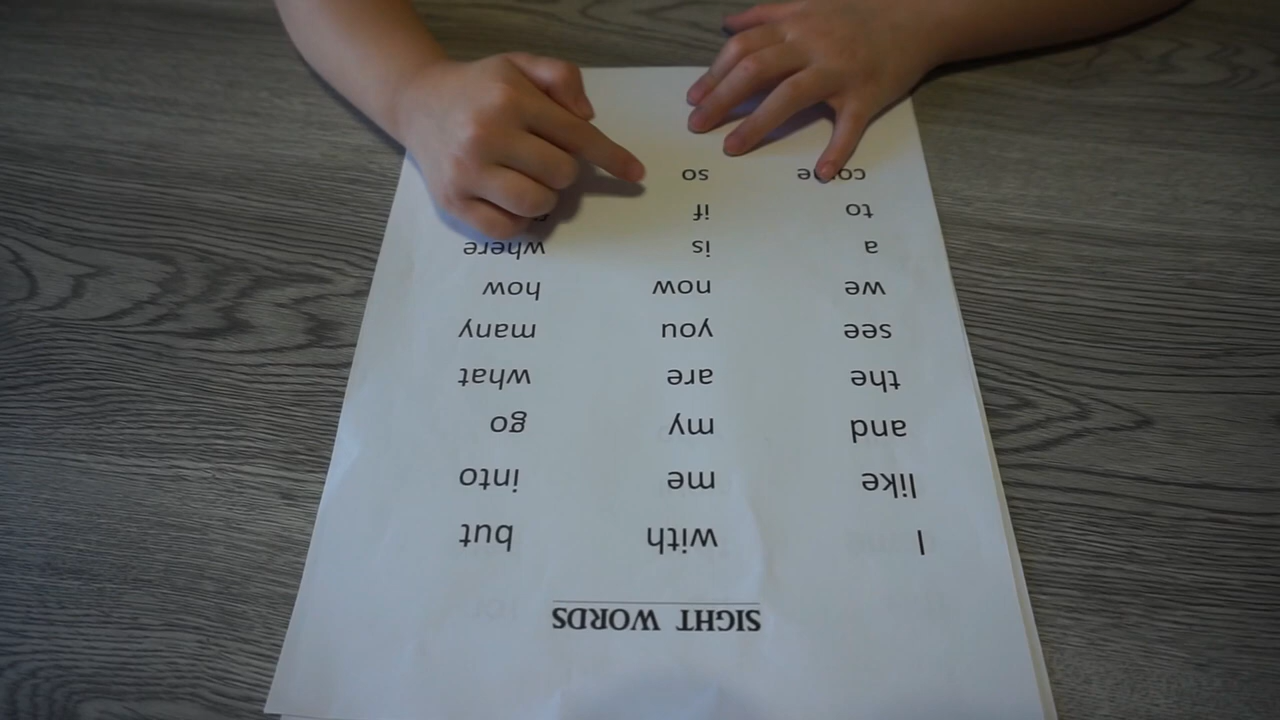 SIGHT WORDS
I with but
like me into
and my go
the are what
see you many
we now how
a is where
to if
come so